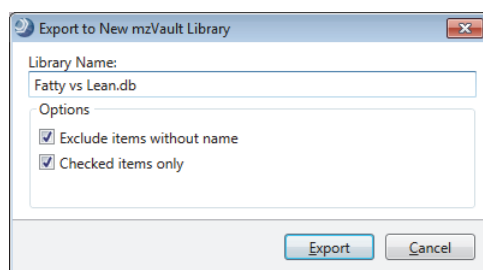 Export to New mzVault Library
Library Name:
Fatty vs Lean.db
Options
Exclude items without name
Checked items only
Export
Cancel